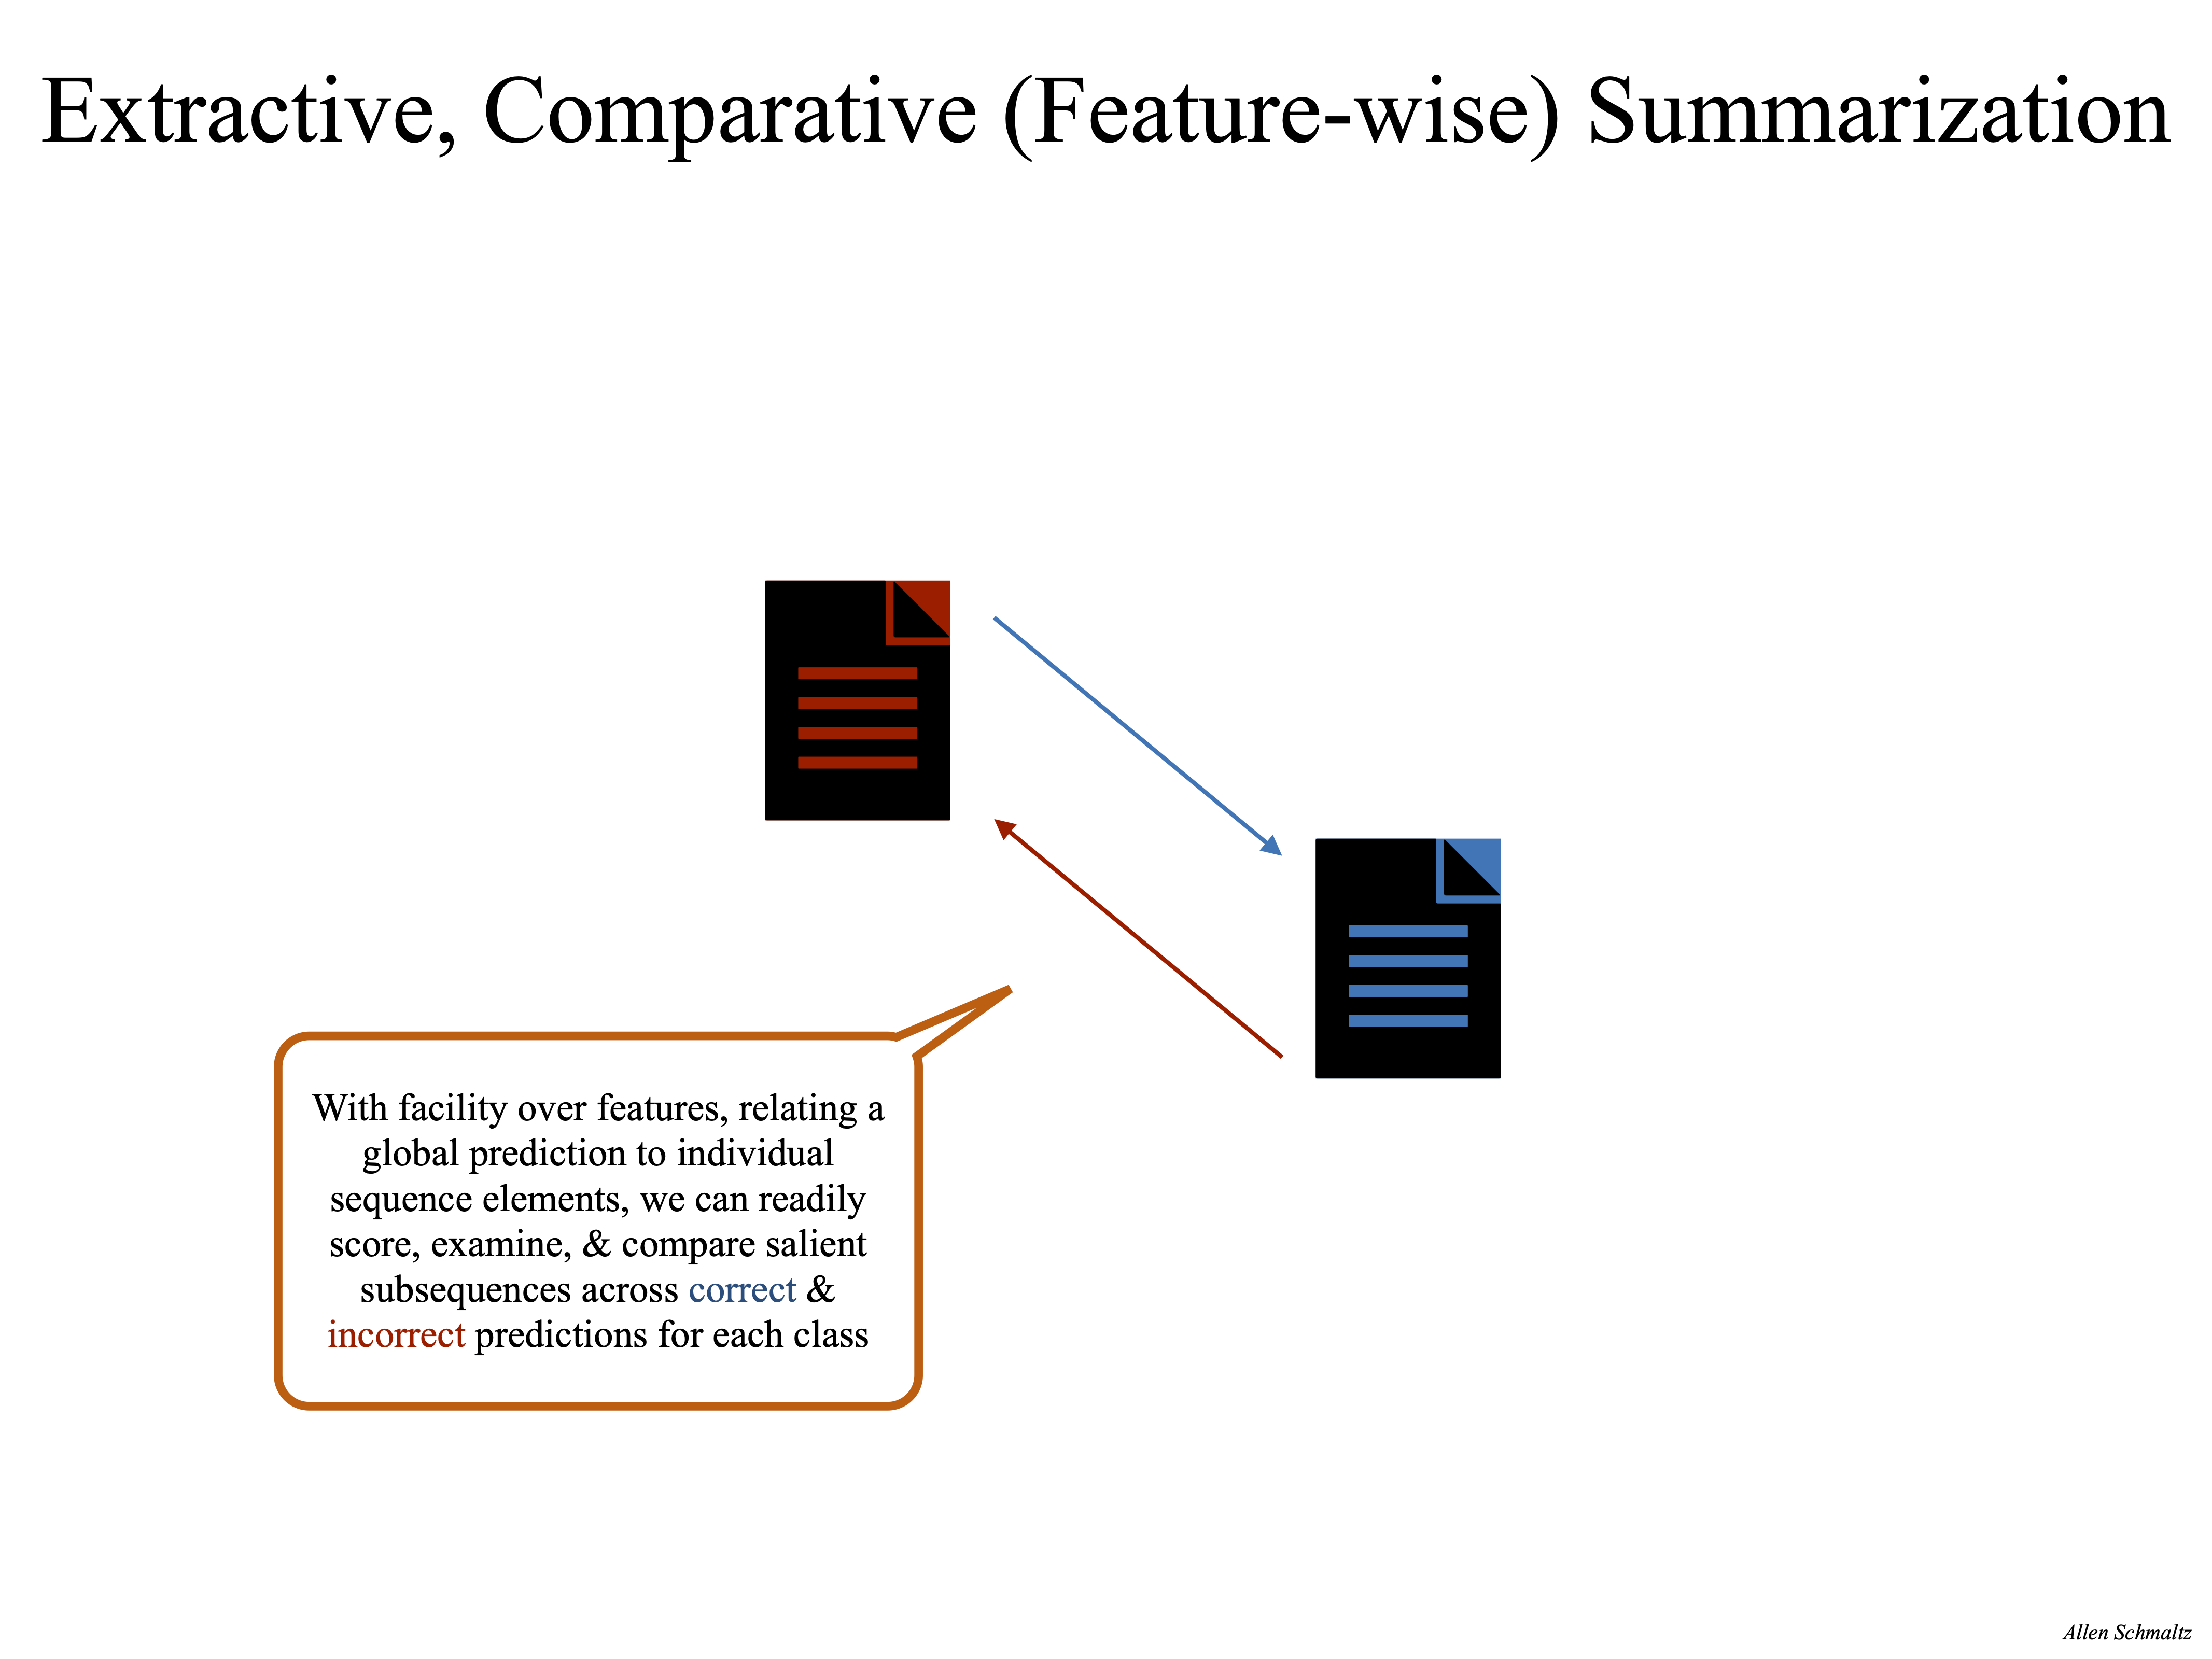 Extractive, Comparative (Feature-wise) Summarization
With facility over features, relating a
global prediction to individual
sequence elements, we can readily
score, examine, & compare salient
subsequences across correct &
incorrect predictions for each class
Allen Schmaltz